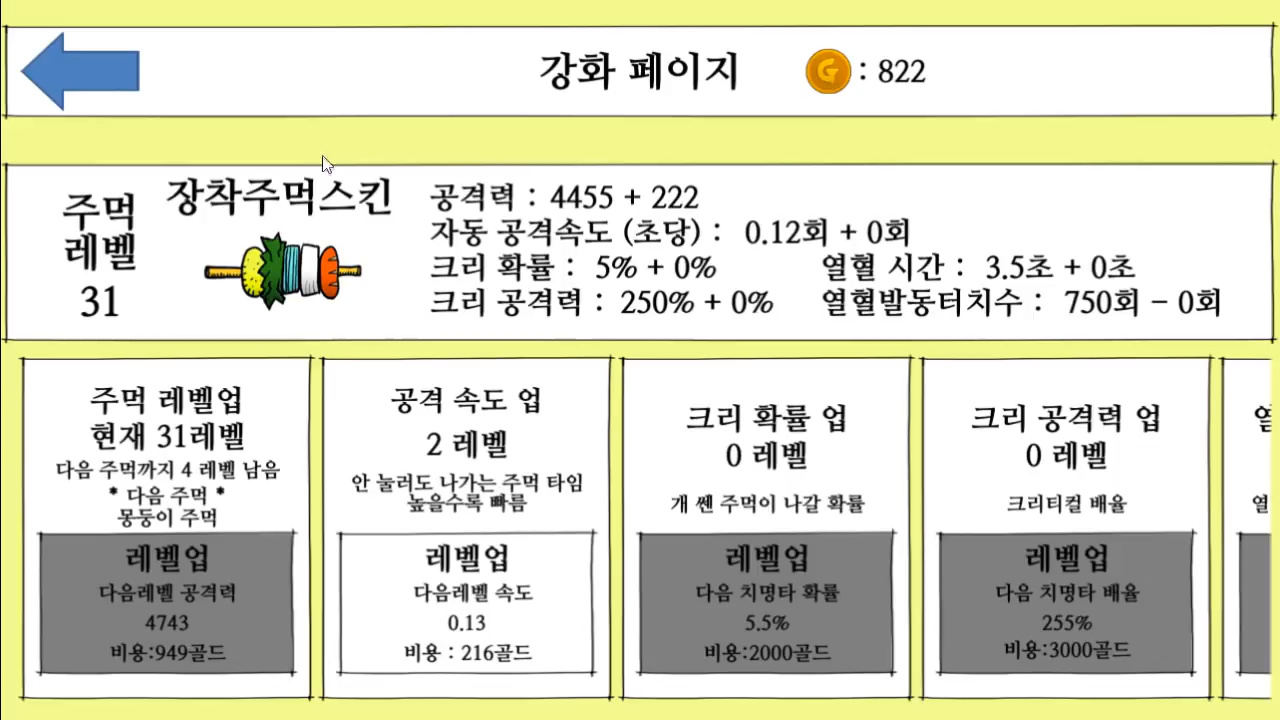 강화 페이지
G : 822
주먹
레벨
31
장착주먹스킨
공격력 : 4455 + 222
자동 공격속도 (초당) : 0.12회 + 0회
크리 확률 : 5% + 0%
열혈 시간 : 3.5초 + 0초
크리 공격력 : 250% + 0%
열혈발동터치수 : 750회 - 0회
주먹 레벨업
현재 31레벨
다음 주먹까지 4 레벨 남음
* 다음 주먹 *
몽둥이 주먹
레벨업
다음레벨 공격력
4743
비용:949골드
공격 속도 업
2 레벨
안 눌러도 나가는 주먹 타임
높을수록 빠름
레벨업
다음레벨 속도
0.13
비용 : 216골드
크리 확률 업
0 레벨
개 쎈 주먹이 나갈 확률
레벨업
다음 치명타 확률
5.5%
비용:2000골드
크리 공격력 업
0 레벨
크리티컬 배율
레벨업
다음 치명타 배율
255%
비용:3000골드
열